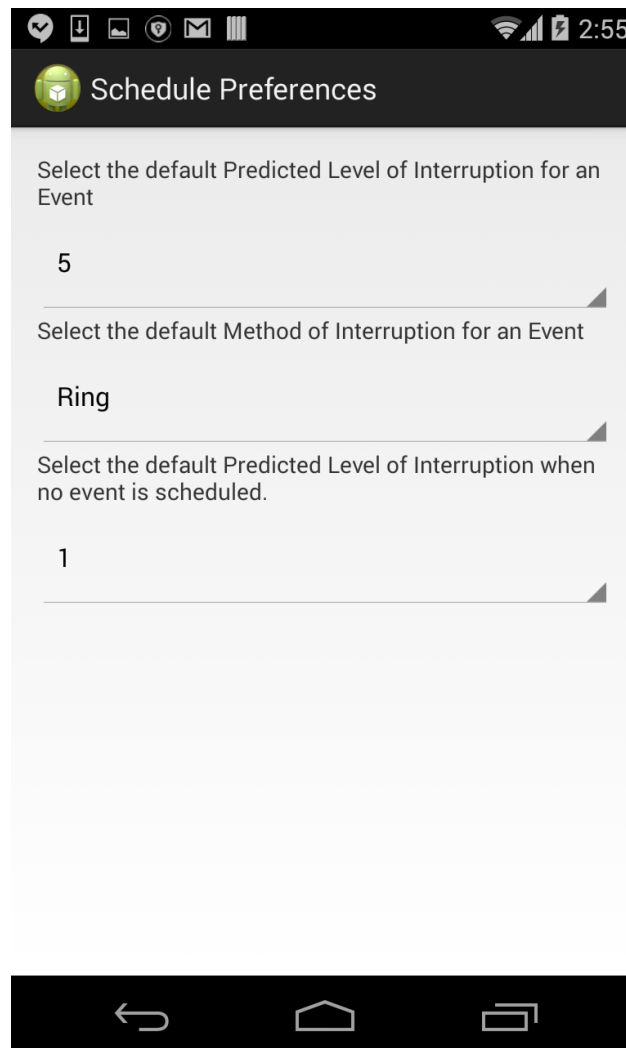 2:55
Schedule Preferences
Select the default Predicted Level of Interruption for an
Event
5
Select the default Method of Interruption for an Event
Ring
Select the default Predicted Level of Interruption when
no event is scheduled.
1